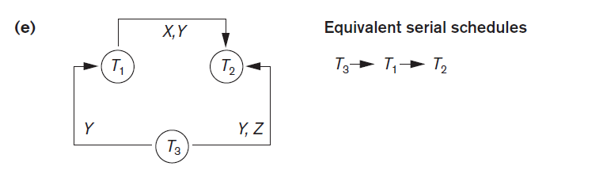 (e)
X,Y
Equivalent serial schedules
T1
T2
T3 → T1 → T2
Y
Y, Z
T3